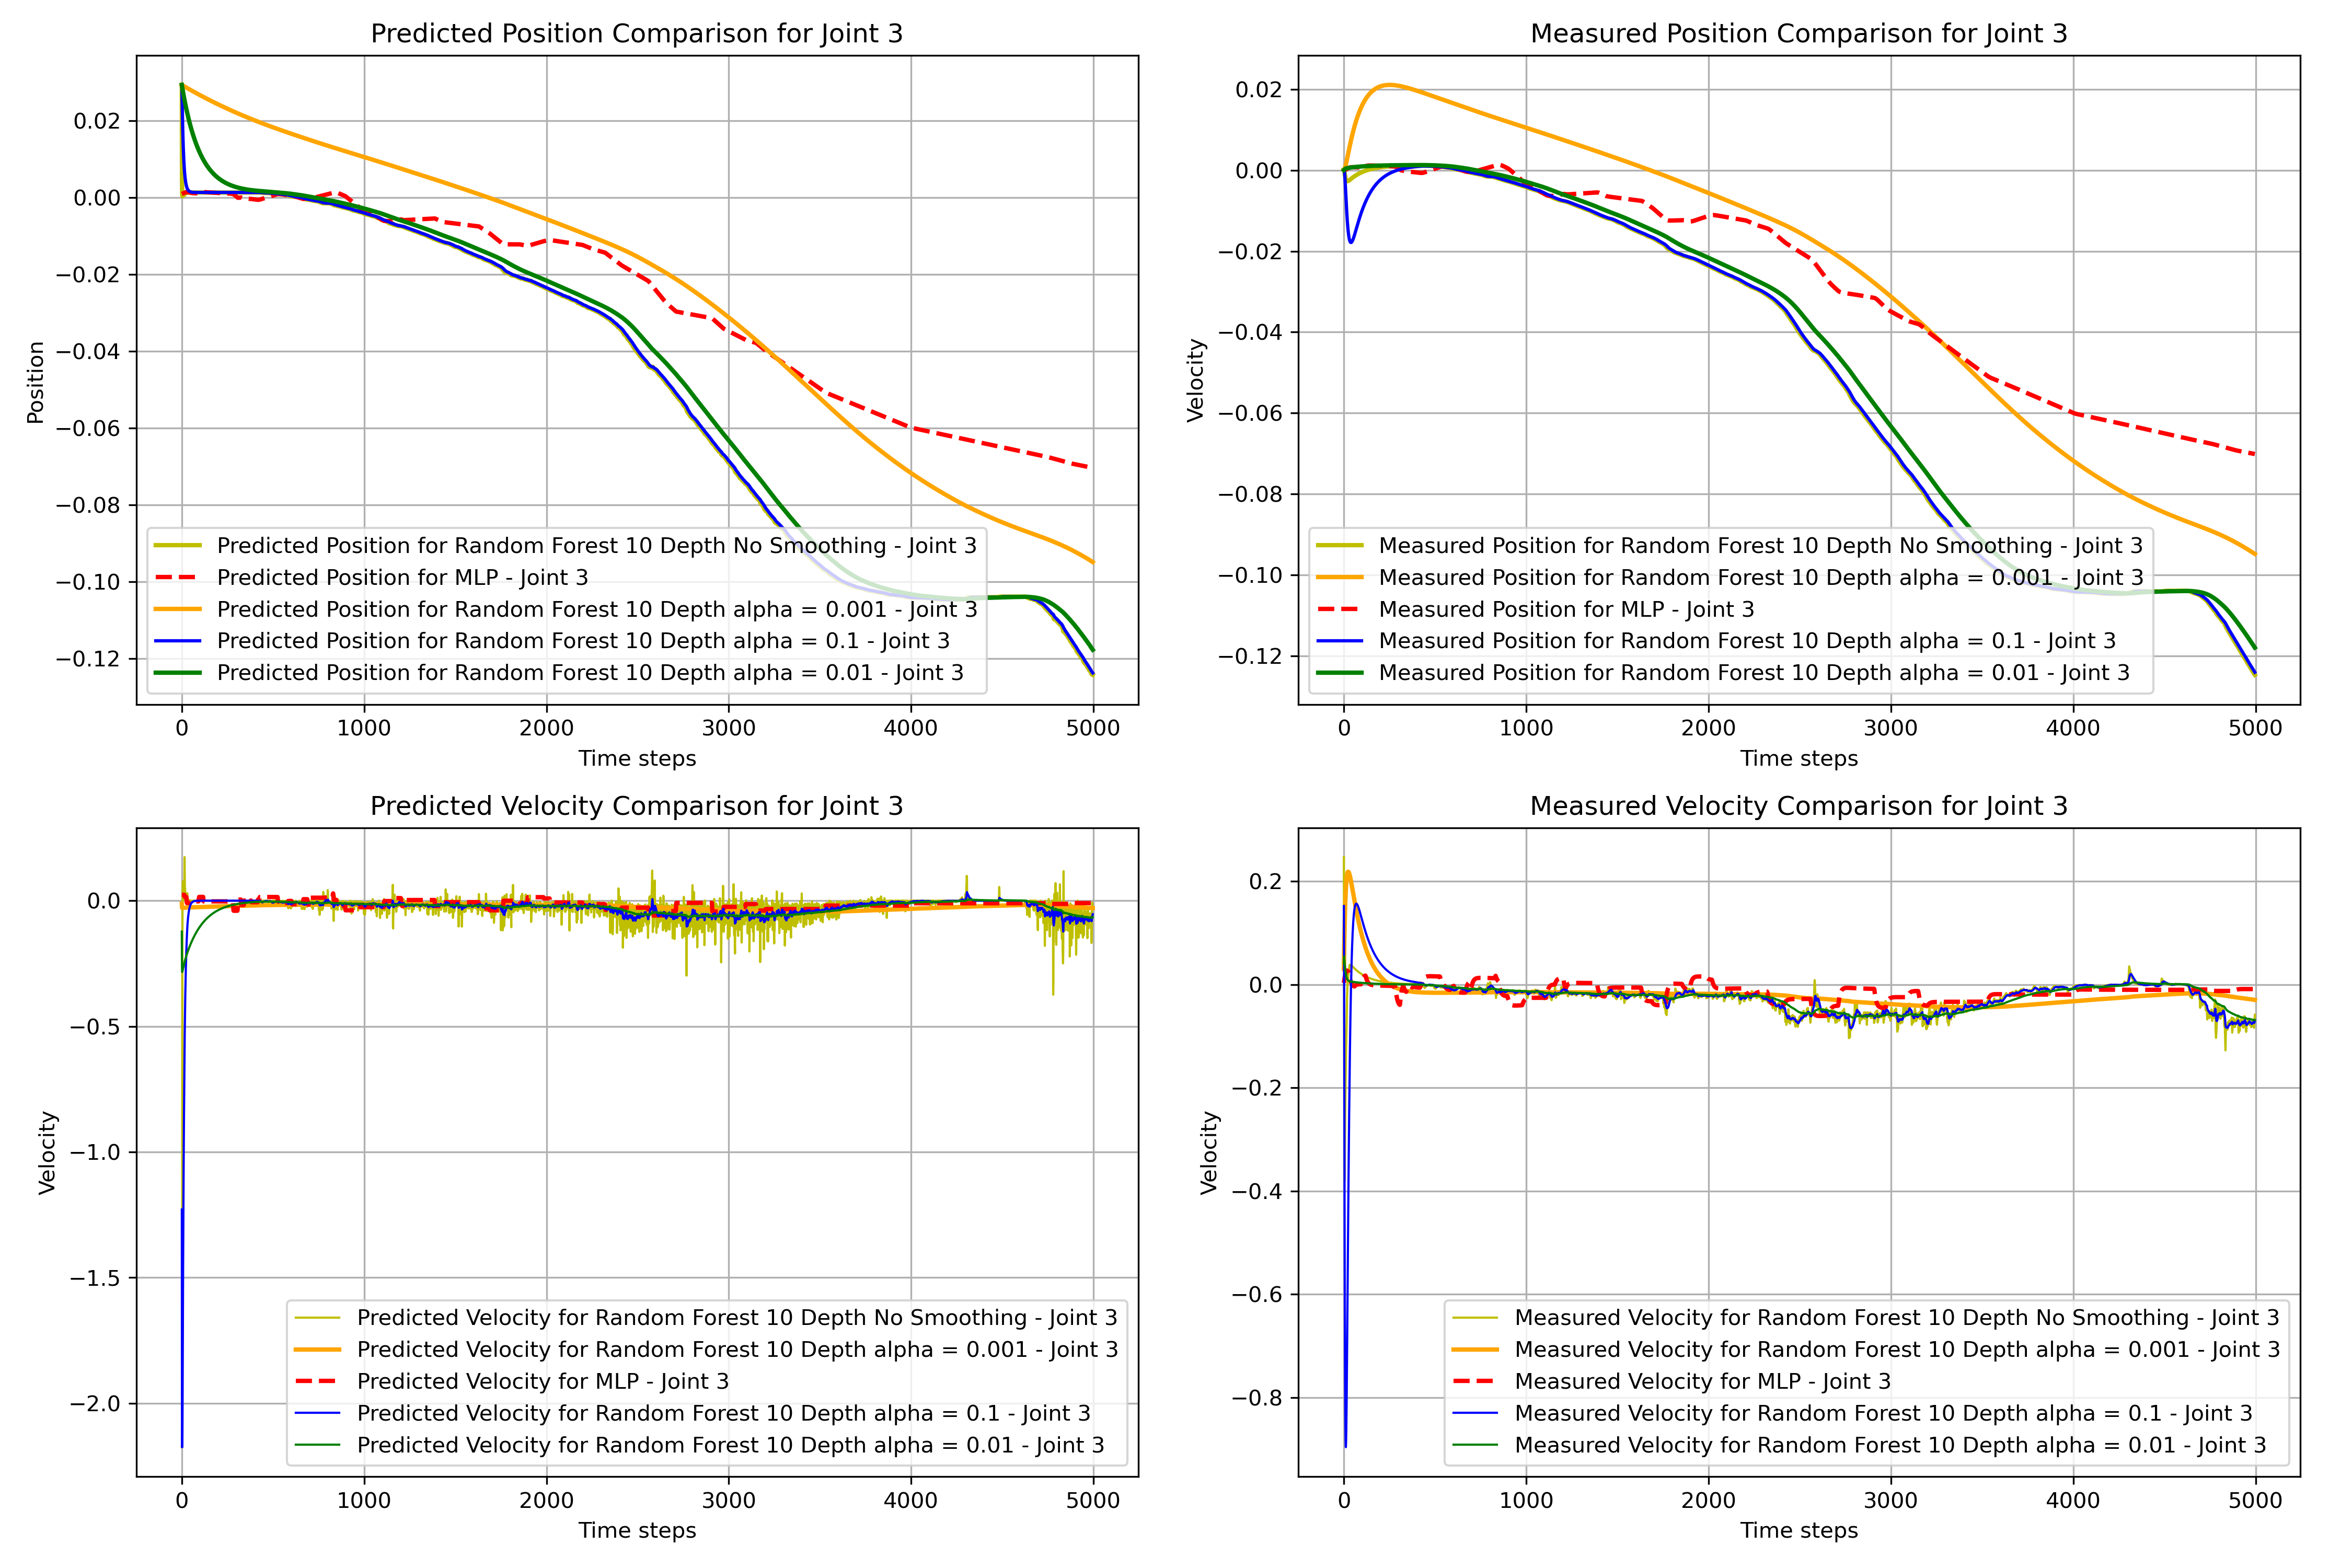 Predicted Position Comparison for Joint 3
Position
0.02
0.00
−0.02
−0.04
−0.06
−0.08
−0.10
−0.12
Predicted Position for Random Forest 10 Depth No Smoothing - Joint 3
Predicted Position for MLP - Joint 3
Predicted Position for Random Forest 10 Depth alpha = 0.001 - Joint 3
Predicted Position for Random Forest 10 Depth alpha = 0.1 - Joint 3
Predicted Position for Random Forest 10 Depth alpha = 0.01 - Joint 3
0 1000 2000 3000 4000 5000
Time steps
Measured Position Comparison for Joint 3
Velocity
0.02
0.00
−0.02
−0.04
−0.06
−0.08
−0.10
−0.12
Measured Position for Random Forest 10 Depth No Smoothing - Joint 3
Measured Position for Random Forest 10 Depth alpha = 0.001 - Joint 3
Measured Position for MLP - Joint 3
Measured Position for Random Forest 10 Depth alpha = 0.1 - Joint 3
Measured Position for Random Forest 10 Depth alpha = 0.01 - Joint 3
0 1000 2000 3000 4000 5000
Time steps
Predicted Velocity Comparison for Joint 3
Velocity
0.0
−0.5
−1.0
−1.5
−2.0
Predicted Velocity for Random Forest 10 Depth No Smoothing - Joint 3
Predicted Velocity for Random Forest 10 Depth alpha = 0.001 - Joint 3
Predicted Velocity for MLP - Joint 3
Predicted Velocity for Random Forest 10 Depth alpha = 0.1 - Joint 3
Predicted Velocity for Random Forest 10 Depth alpha = 0.01 - Joint 3
0 1000 2000 3000 4000 5000
Time steps
Measured Velocity Comparison for Joint 3
Velocity
0.2
0.0
−0.2
−0.4
−0.6
−0.8
Measured Velocity for Random Forest 10 Depth No Smoothing - Joint 3
Measured Velocity for Random Forest 10 Depth alpha = 0.001 - Joint 3
Measured Velocity for MLP - Joint 3
Measured Velocity for Random Forest 10 Depth alpha = 0.1 - Joint 3
Measured Velocity for Random Forest 10 Depth alpha = 0.01 - Joint 3
0 1000 2000 3000 4000 5000
Time steps